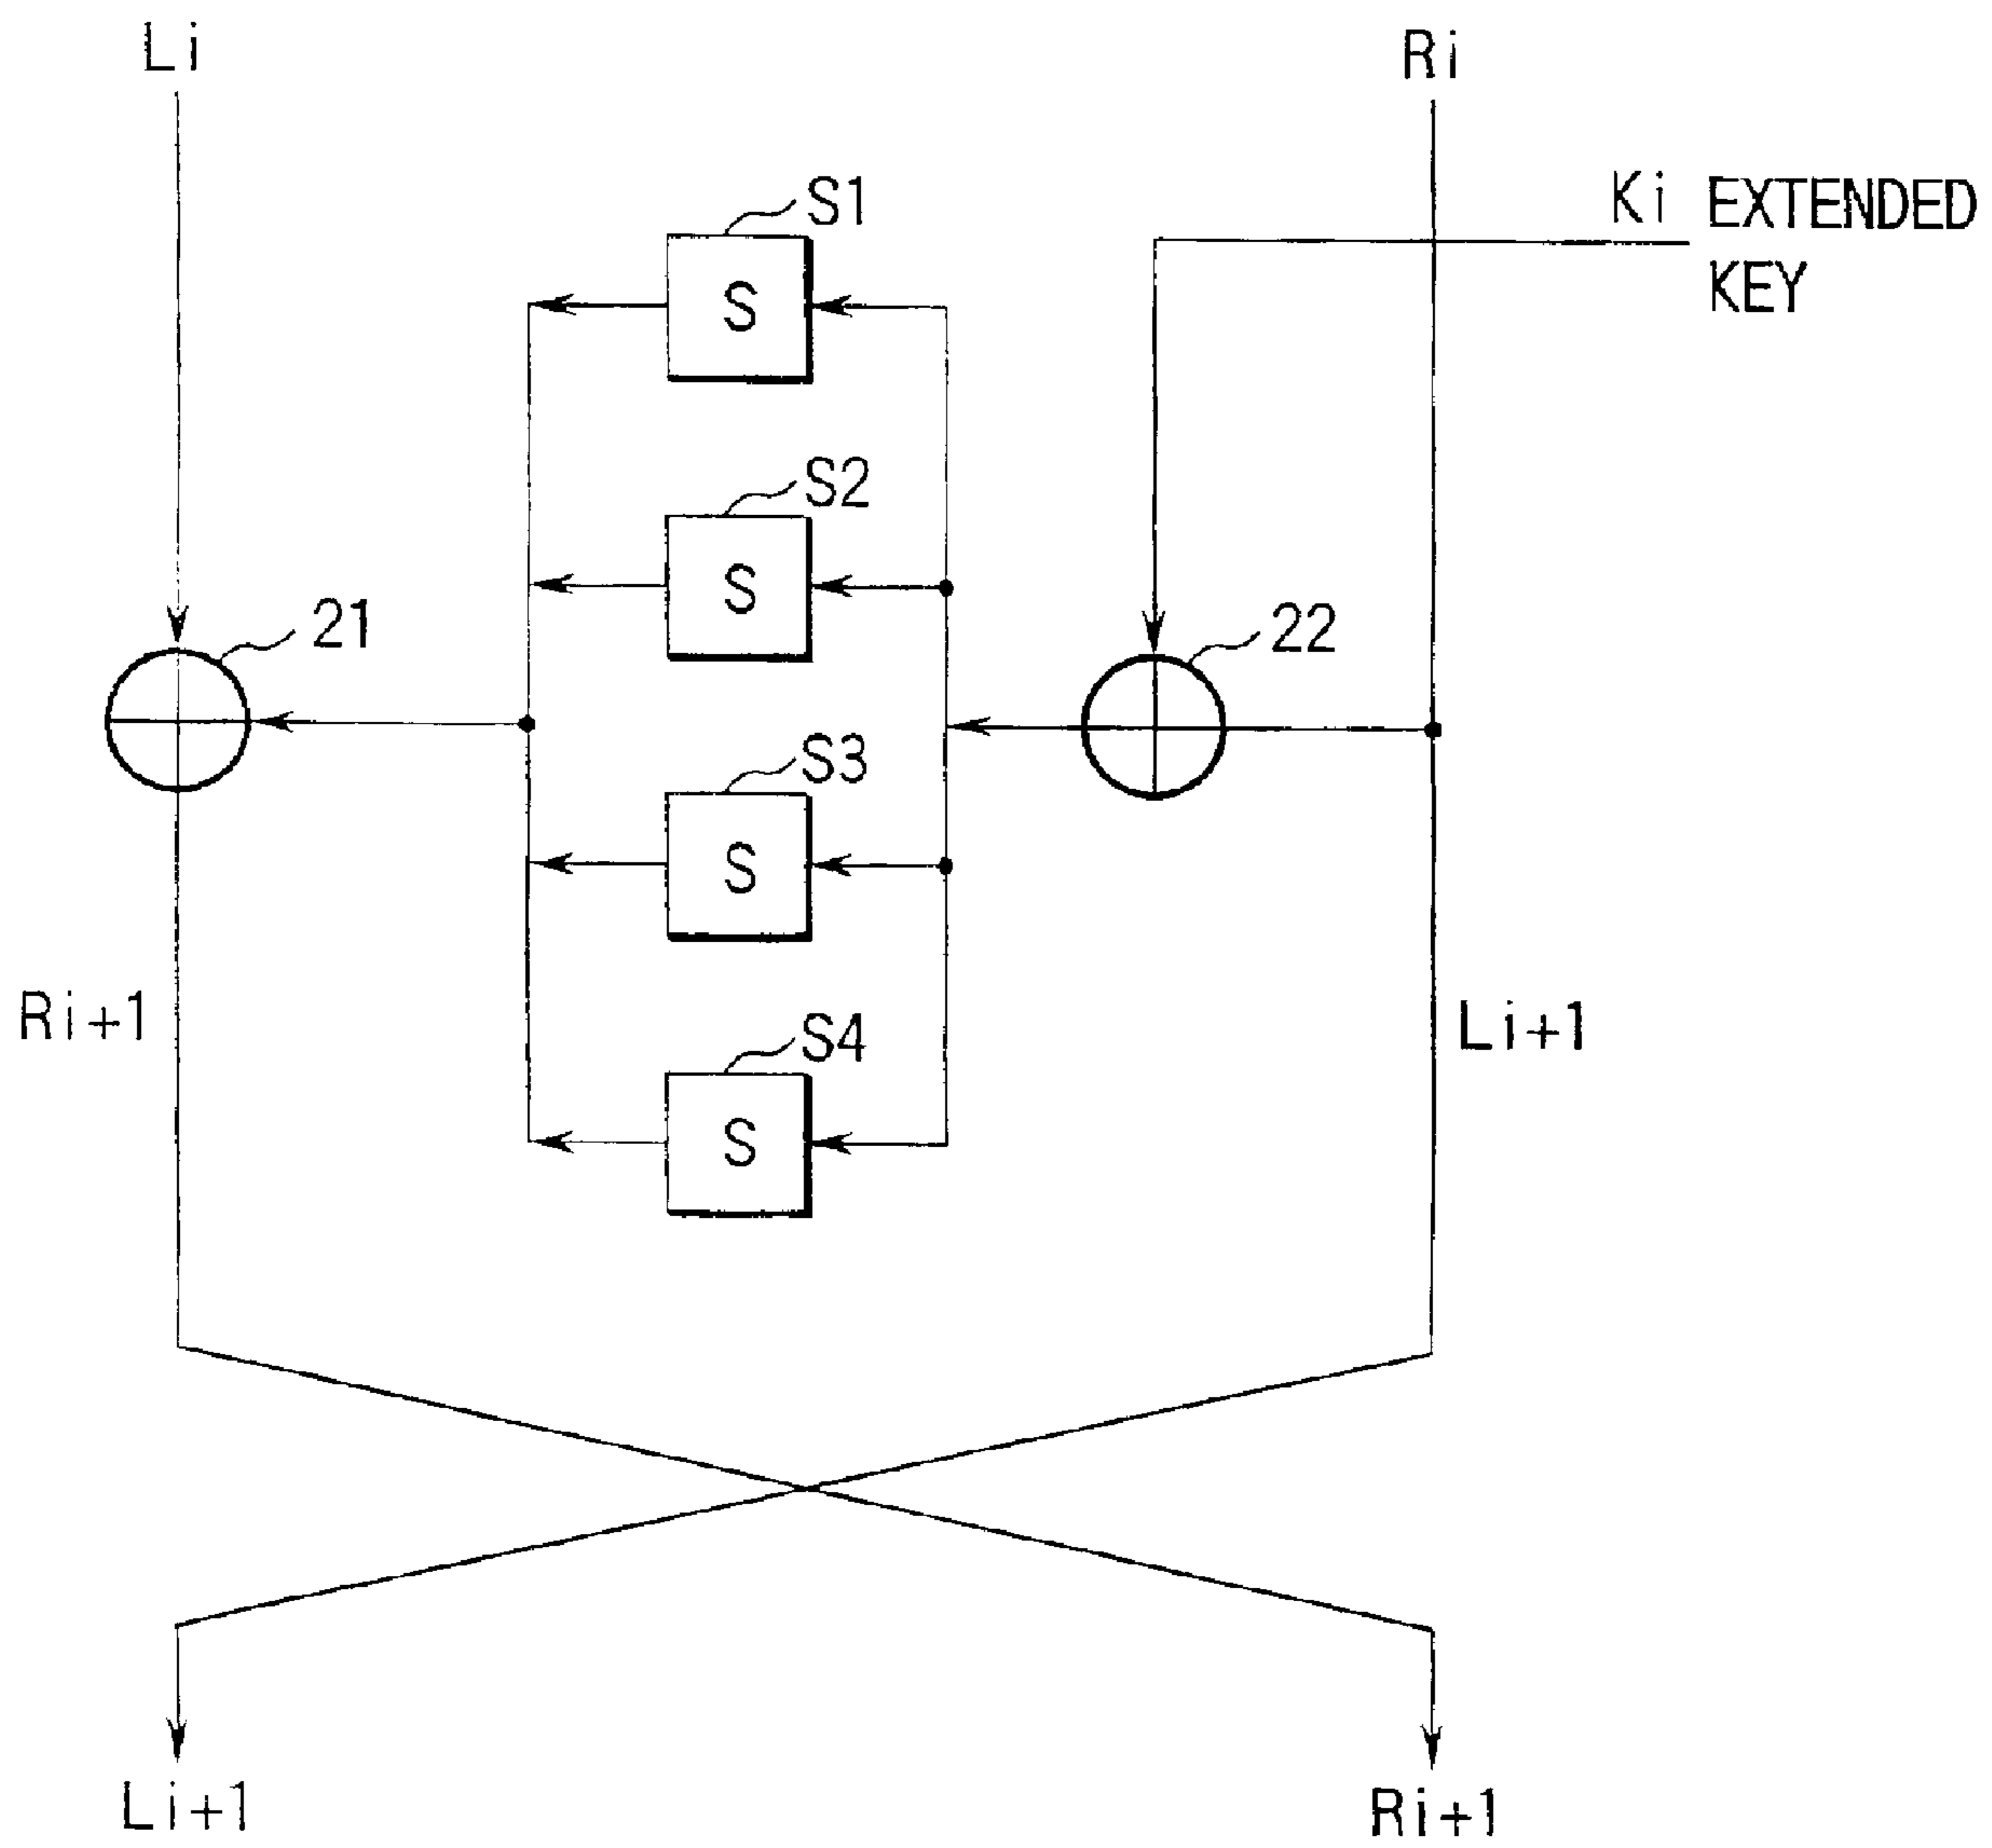 Li
Ri
Ki EXTENDED
KEY
S1
S
S2
S
21
22
S3
S
Ri+1
Li+1
S4
S
Li+1
Ri+1